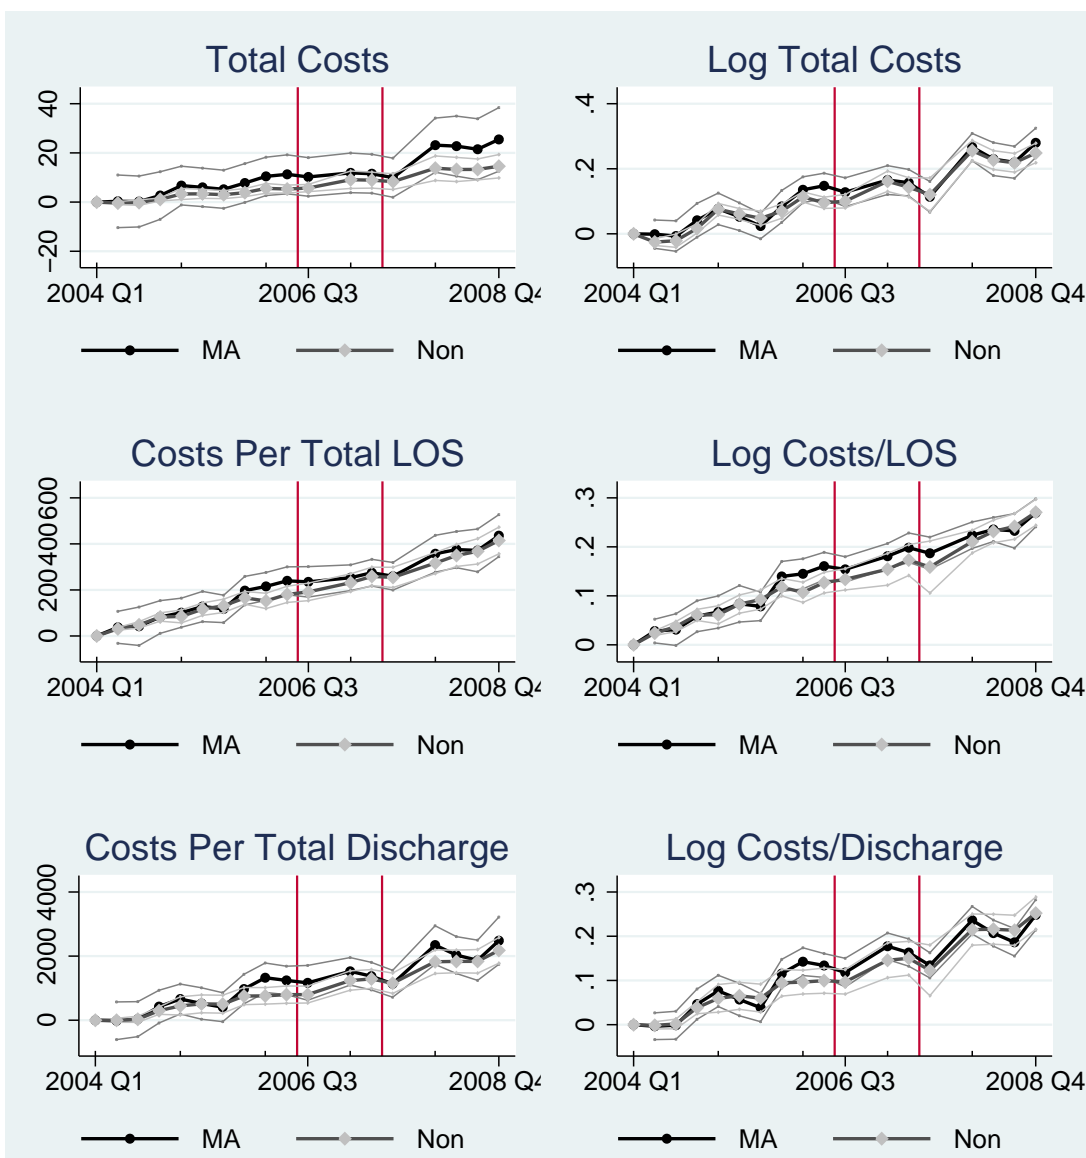 Total Costs
40
20
0
−20
2004 Q1 2006 Q3 2008 Q4
MA Non
Log Total Costs
.4
.2
0
2004 Q1 2006 Q3 2008 Q4
MA Non
Costs Per Total LOS
600
400
200
0
2004 Q1 2006 Q3 2008 Q4
MA Non
Log Costs/LOS
.3
.2
.1
0
2004 Q1 2006 Q3 2008 Q4
MA Non
Costs Per Total Discharge
4000
2000
0
2004 Q1 2006 Q3 2008 Q4
MA Non
Log Costs/Discharge
.3
.2
.1
0
2004 Q1 2006 Q3 2008 Q4
MA Non